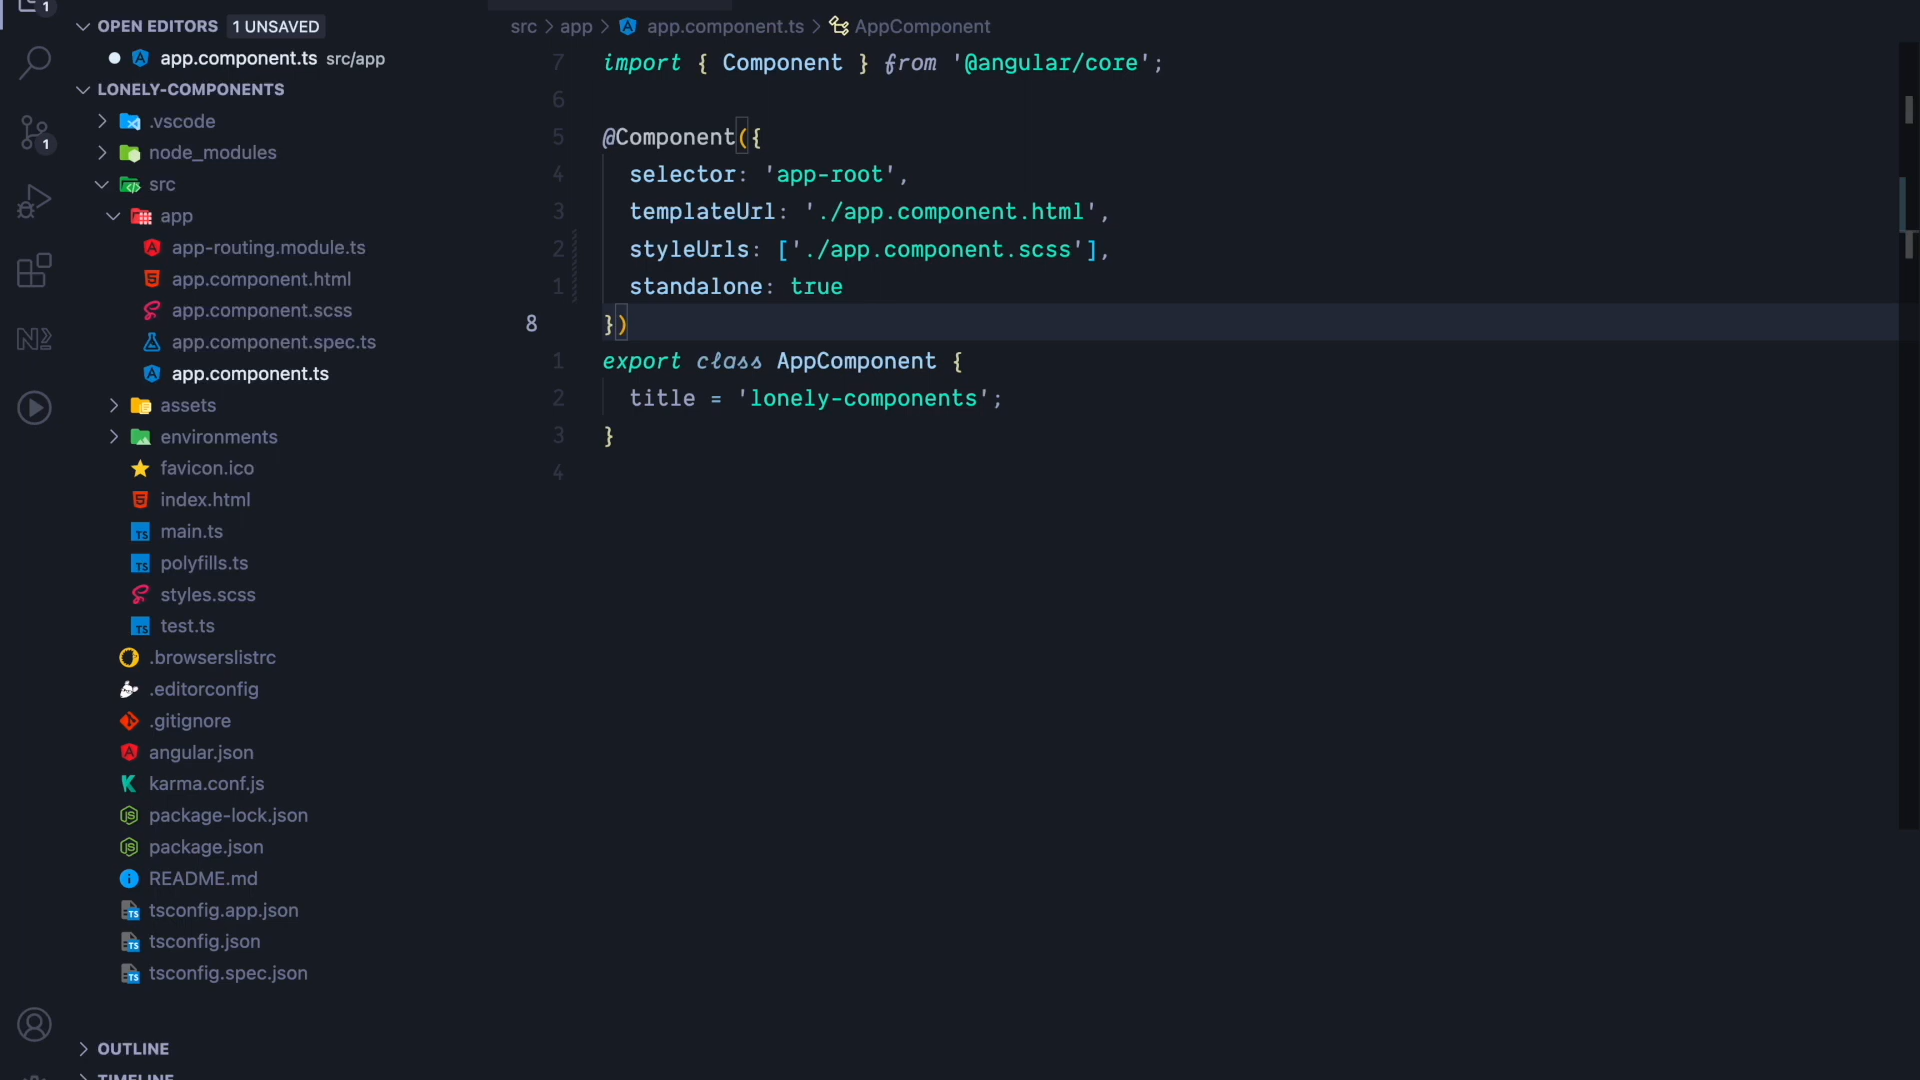 1
OPEN EDITORS 1 UNSAVED
app.component.ts src/app
LONELY-COMPONENTS
.vscode
node_modules
src
app
app-routing.module.ts
app.component.html
app.component.scss
app.component.spec.ts
app.component.ts
assets
environments
favicon.ico
index.html
main.ts
polyfills.ts
styles.scss
test.ts
.browserslistrc
.editorconfig
.gitignore
angular.json
karma.conf.js
package-lock.json
package.json
README.md
tsconfig.app.json
tsconfig.json
tsconfig.spec.json
OUTLINE
TIMELINE
1
src > app > app.component.ts > AppComponent
7 import { Component } from '@angular/core';
6
5 @Component({
4 selector: 'app-root',
3 templateUrl: './app.component.html',
2 styleUrls: ['./app.component.scss'],
1 standalone: true
8 })
1 export class AppComponent {
2 title = 'lonely-components';
3 }
4